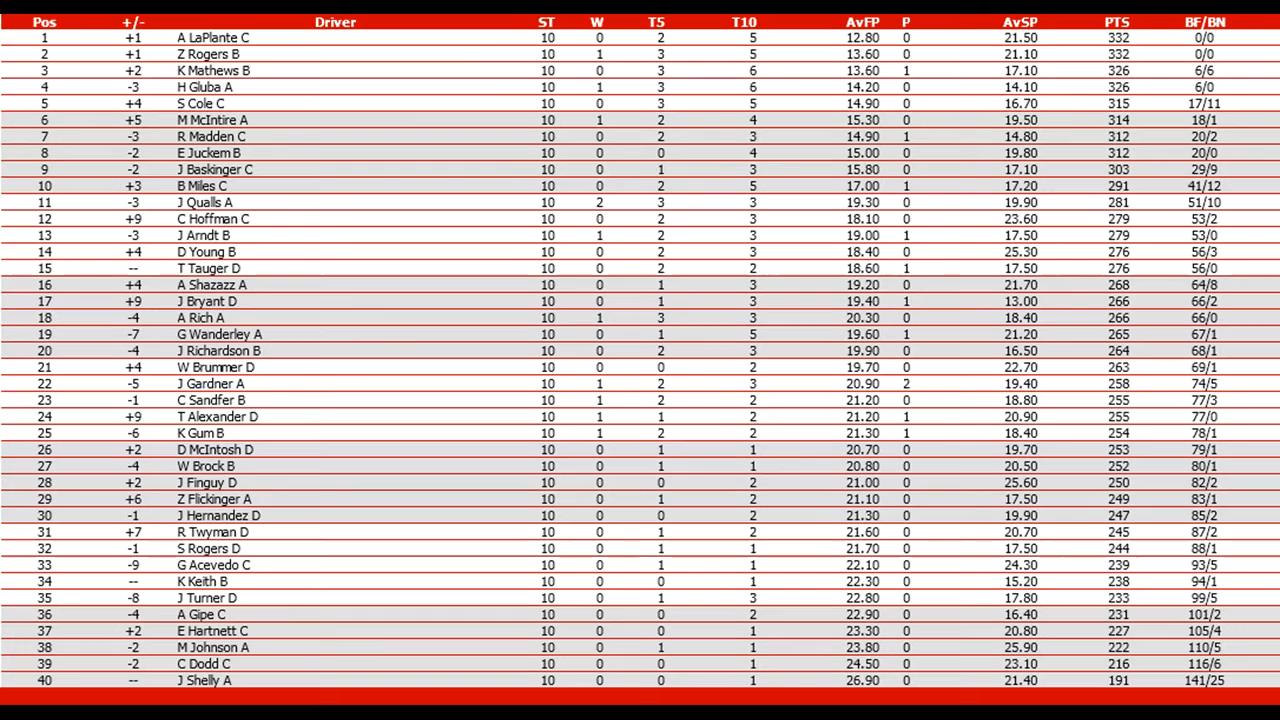 Pos +/- Driver ST W T5 T10 AvFP P AvSP PTS BF/BN
1 +1 A LaPlante C 10 0 2 5 12.80 0 21.50 332 0/0
2 +1 Z Rogers B 10 1 3 5 13.60 0 21.10 332 0/0
3 +2 K Mathews B 10 0 3 6 13.60 1 17.10 326 6/6
4 -3 H Gluba A 10 1 3 6 14.20 0 14.10 326 6/0
5 +4 S Cole C 10 0 3 5 14.90 0 16.70 315 17/11
6 +5 M McIntire A 10 1 2 4 15.30 0 19.50 314 18/1
7 -3 R Madden C 10 0 2 3 14.90 1 14.80 312 20/2
8 -2 E Juckem B 10 0 0 4 15.00 0 19.80 312 20/0
9 -2 J Baskinger C 10 0 1 3 15.80 0 17.10 303 29/9
10 +3 B Miles C 10 0 2 5 17.00 1 17.20 291 41/12
11 -3 J Qualls A 10 2 3 3 19.30 0 19.90 281 51/10
12 +9 C Hoffman C 10 0 2 3 18.10 0 23.60 279 53/2
13 -3 J Arndt B 10 1 2 3 19.00 1 17.50 279 53/0
14 +4 D Young B 10 0 2 3 18.40 0 25.30 276 56/3
15 -- T Tauger D 10 0 2 2 18.60 1 17.50 276 56/0
16 +4 A Shazazz A 10 0 1 3 19.20 0 21.70 268 64/8
17 +9 J Bryant D 10 0 1 3 19.40 1 13.00 266 66/2
18 -4 A Rich A 10 1 3 3 20.30 0 18.40 266 66/0
19 -7 G Wanderley A 10 0 1 5 19.60 1 21.20 265 67/1
20 -4 J Richardson B 10 0 2 3 19.90 0 16.50 264 68/1
21 +4 W Brummer D 10 0 0 2 19.70 0 22.70 263 69/1
22 -5 J Gardner A 10 1 2 3 20.90 2 19.40 258 74/5
23 -1 C Sandfer B 10 1 2 2 21.20 0 18.80 255 77/3
24 +9 T Alexander D 10 1 1 2 21.20 1 20.90 255 77/0
25 -6 K Gum B 10 1 2 2 21.30 1 18.40 254 78/1
26 +2 D McIntosh D 10 0 1 1 20.70 0 19.70 253 79/1
27 -4 W Brock B 10 0 1 1 20.80 0 20.50 252 80/1
28 +2 J Finguy D 10 0 0 2 21.00 0 25.60 250 82/2
29 +6 Z Flickinger A 10 0 1 2 21.10 0 17.50 249 83/1
30 -1 J Hernandez D 10 0 0 2 21.30 0 19.90 247 85/2
31 +7 R Twyman D 10 0 1 2 21.60 0 20.70 245 87/2
32 -1 S Rogers D 10 0 1 1 21.70 0 17.50 244 88/1
33 -9 G Acevedo C 10 0 1 1 22.10 0 24.30 239 93/5
34 -- K Keith B 10 0 0 1 22.30 0 15.20 238 94/1
35 -8 J Turner D 10 0 1 3 22.80 0 17.80 233 99/5
36 -4 A Gipe C 10 0 0 2 22.90 0 16.40 231 101/2
37 +2 E Hartnett C 10 0 0 1 23.30 0 20.80 227 105/4
38 -2 M Johnson A 10 0 1 1 23.80 0 25.90 222 110/5
39 -2 C Dodd C 10 0 0 1 24.50 0 23.10 216 116/6
40 -- J Shelly A 10 0 0 1 26.90 0 21.40 191 141/25